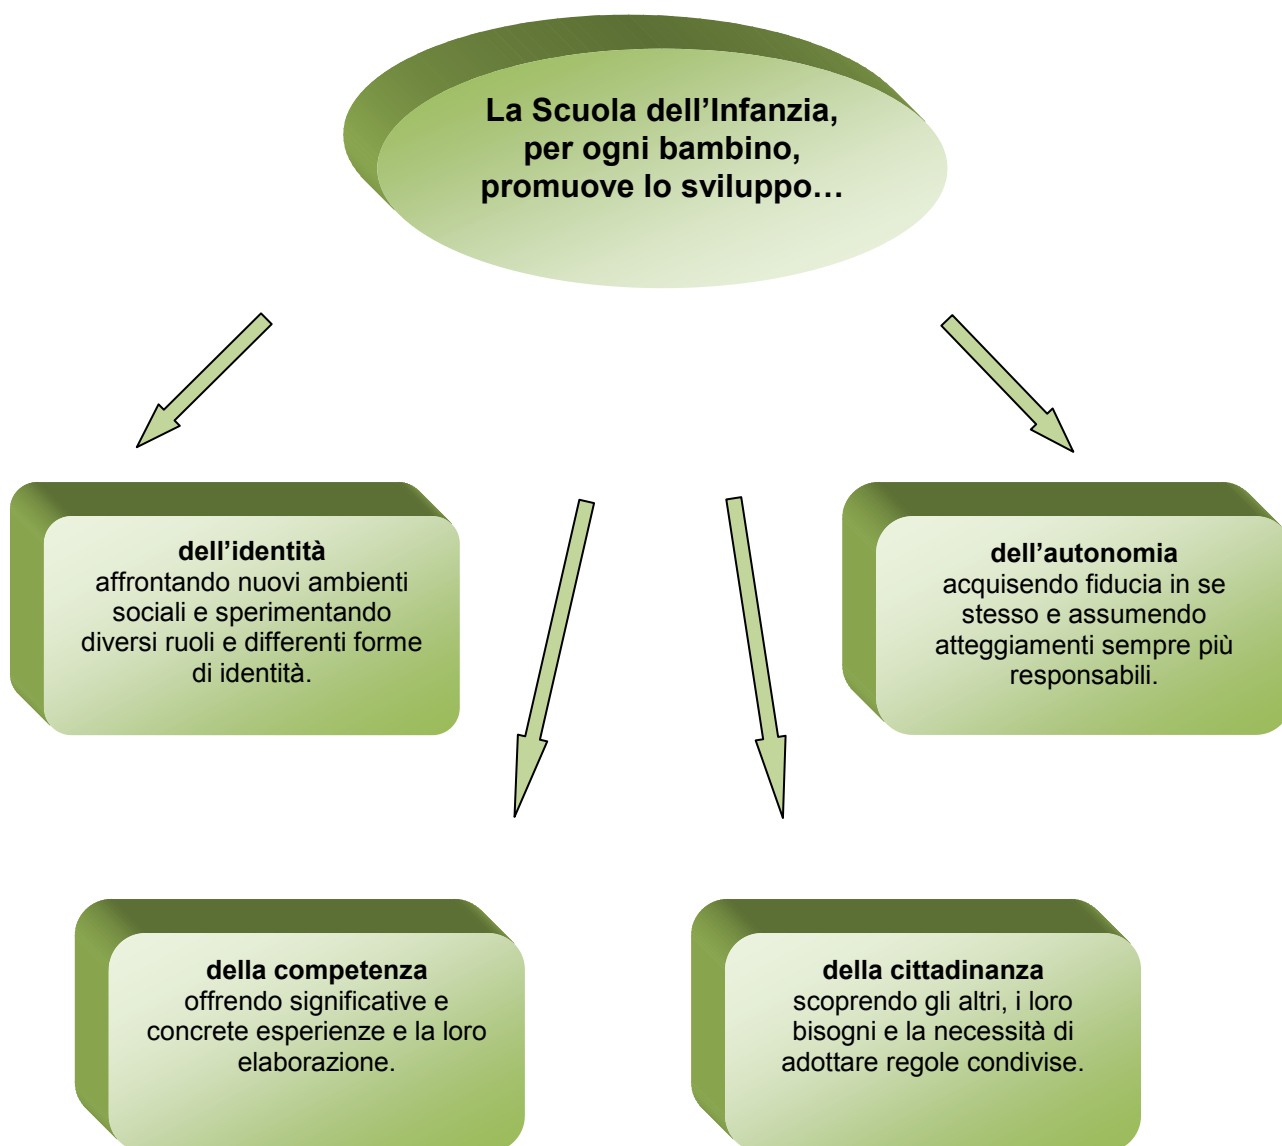 La Scuola dell’Infanzia,
per ogni bambino,
promuove lo sviluppo…
dell’identità
affrontando nuovi ambienti
sociali e sperimentando
diversi ruoli e differenti forme
di identità.
dell’autonomia
acquisendo fiducia in se
stesso e assumendo
atteggiamenti sempre più
responsabili.
della competenza
offrendo significative e
concrete esperienze e la loro
elaborazione.
della cittadinanza
scoprendo gli altri, i loro
bisogni e la necessità di
adottare regole condivise.